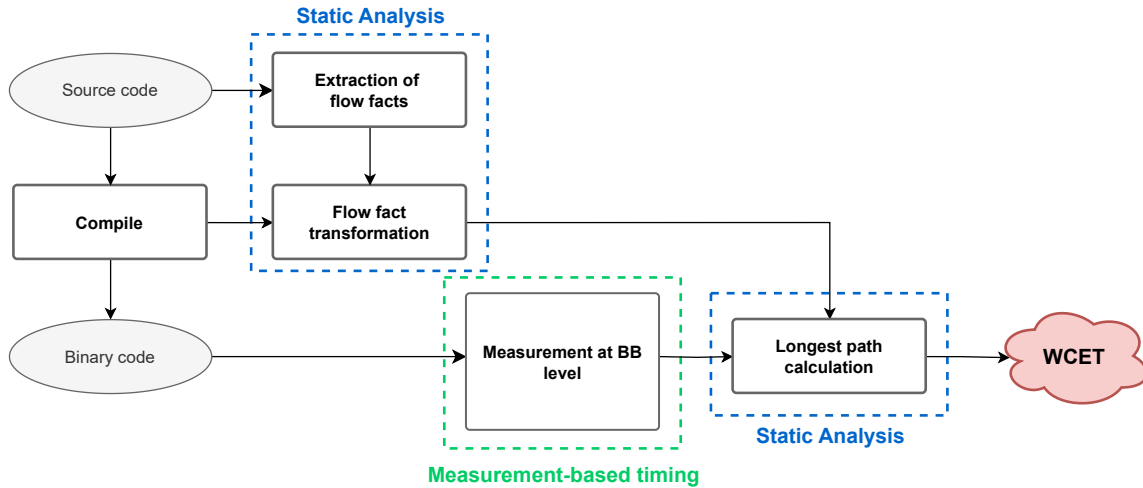 Static Analysis
Source code
Extraction of
flow facts
Compile
Flow fact
transformation
Binary code
Measurement at BB
level
Longest path
calculation
WCET
Static Analysis
Measurement-based timing